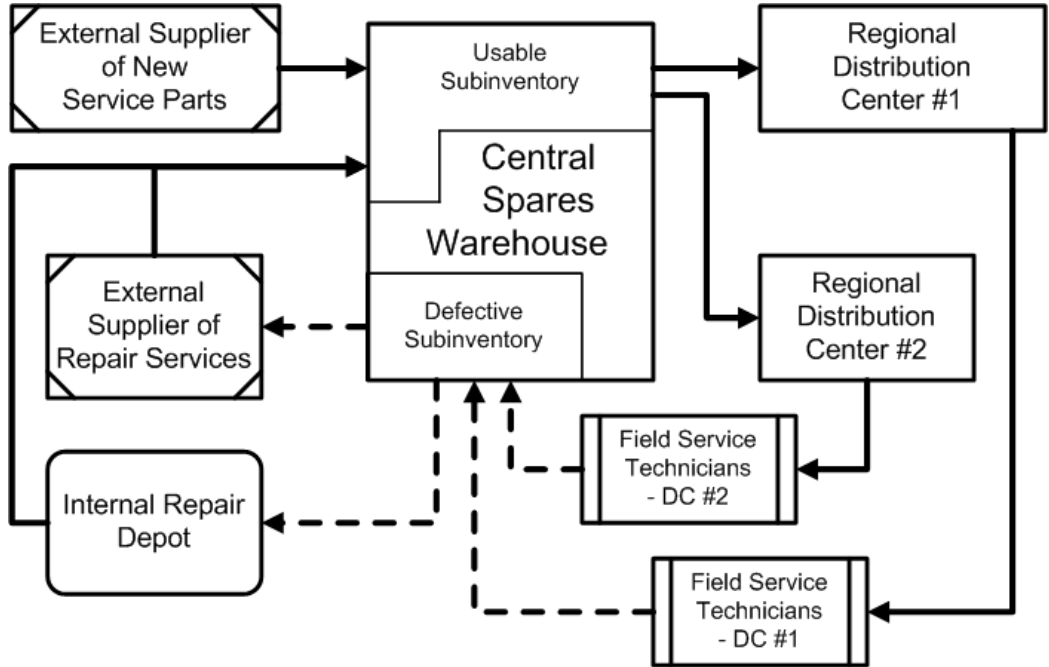 External Supplier
of New
Service Parts
Usable
Subinventory
Regional
Distribution
Center #1
Central
Spares
Warehouse
External
Supplier of
Repair Services
Defective
Subinventory
Regional
Distribution
Center #2
Field Service
Technicians
- DC #2
Internal Repair
Depot
Field Service
Technicians
- DC #1